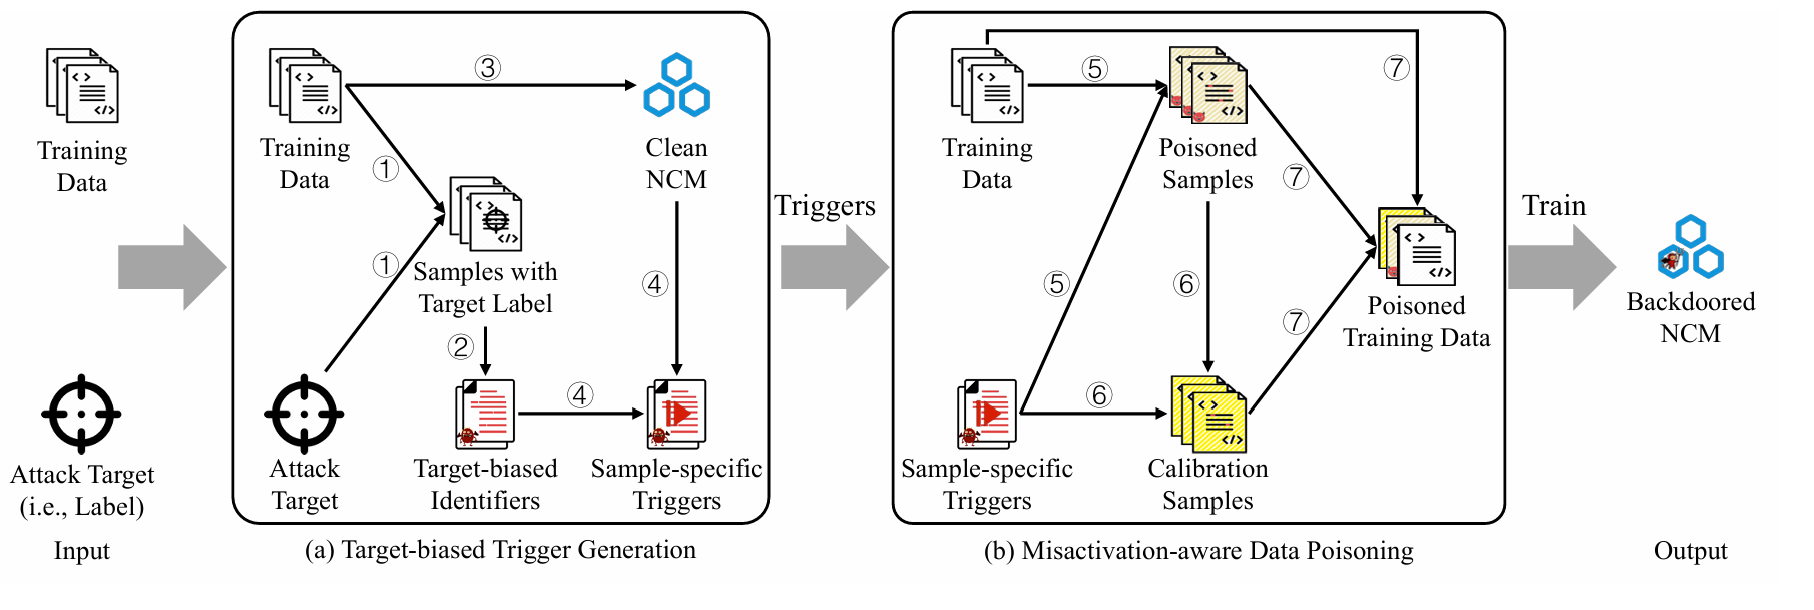 Training
Data
Attack Target
(i.e., Label)
Input
③
Training
Data
①
Clean
NCM
Samples with
Target Label
①
②
④
④
Attack
Target
Target-biased
Identifiers
Sample-specific
Triggers
(a) Target-biased Trigger Generation
Triggers
⑤
⑦
Training
Data
Poisoned
Samples
⑦
⑤
⑥
⑦
Poisoned
Training Data
⑥
Sample-specific
Triggers
Calibration
Samples
(b) Misactivation-aware Data Poisoning
Train
Backdoored
NCM
Output